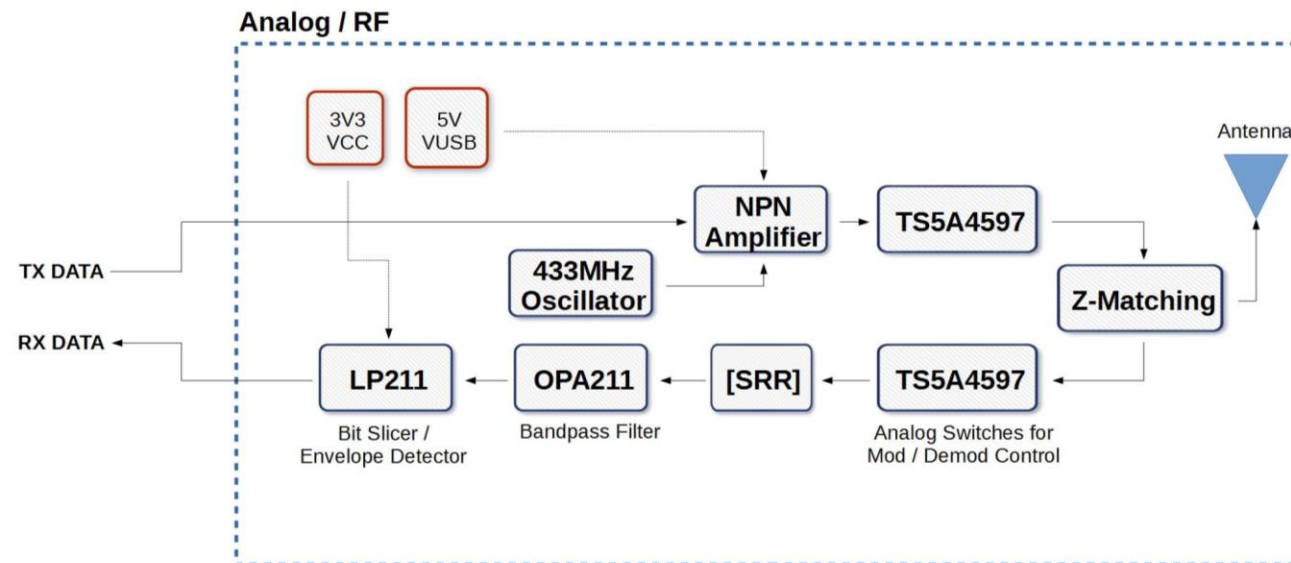 Analog / RF
3V3
VCC
5V
VUSB
Antenna
NPN
Amplifier
TS5A4597
TX DATA
433MHz
Oscillator
Z-Matching
RX DATA
LP211
OPA211
[SRR]
TS5A4597
Bit Slicer /
Envelope Detector
Bandpass Filter
Analog Switches for
Mod / Demod Control